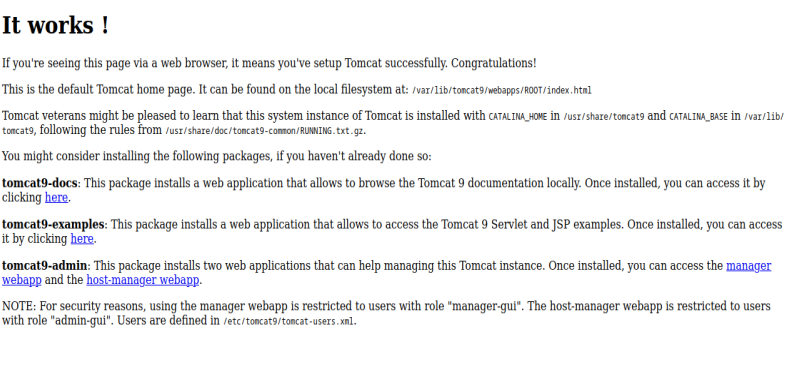 It works !
If you're seeing this page via a web browser, it means you've setup Tomcat successfully. Congratulations!
This is the default Tomcat home page. It can be found on the local filesystem at: /var/lib/tomcat9/webapps/ROOT/index.html
Tomcat veterans might be pleased to learn that this system instance of Tomcat is installed with CATALINA_HOME in /usr/share/tomcat9 and CATALINA_BASE in /var/lib/
tomcat9, following the rules from /usr/share/doc/tomcat9-common/RUNNING.txt.gz.
You might consider installing the following packages, if you haven't already done so:
tomcat9-docs: This package installs a web application that allows to browse the Tomcat 9 documentation locally. Once installed, you can access it by
clicking here.
tomcat9-examples: This package installs a web application that allows to access the Tomcat 9 Servlet and JSP examples. Once installed, you can access
it by clicking here.
tomcat9-admin: This package installs two web applications that can help managing this Tomcat instance. Once installed, you can access the manager
webapp and the host-manager webapp.
NOTE: For security reasons, using the manager webapp is restricted to users with role "manager-gui". The host-manager webapp is restricted to users
with role "admin-gui". Users are defined in /etc/tomcat9/tomcat-users.xml.